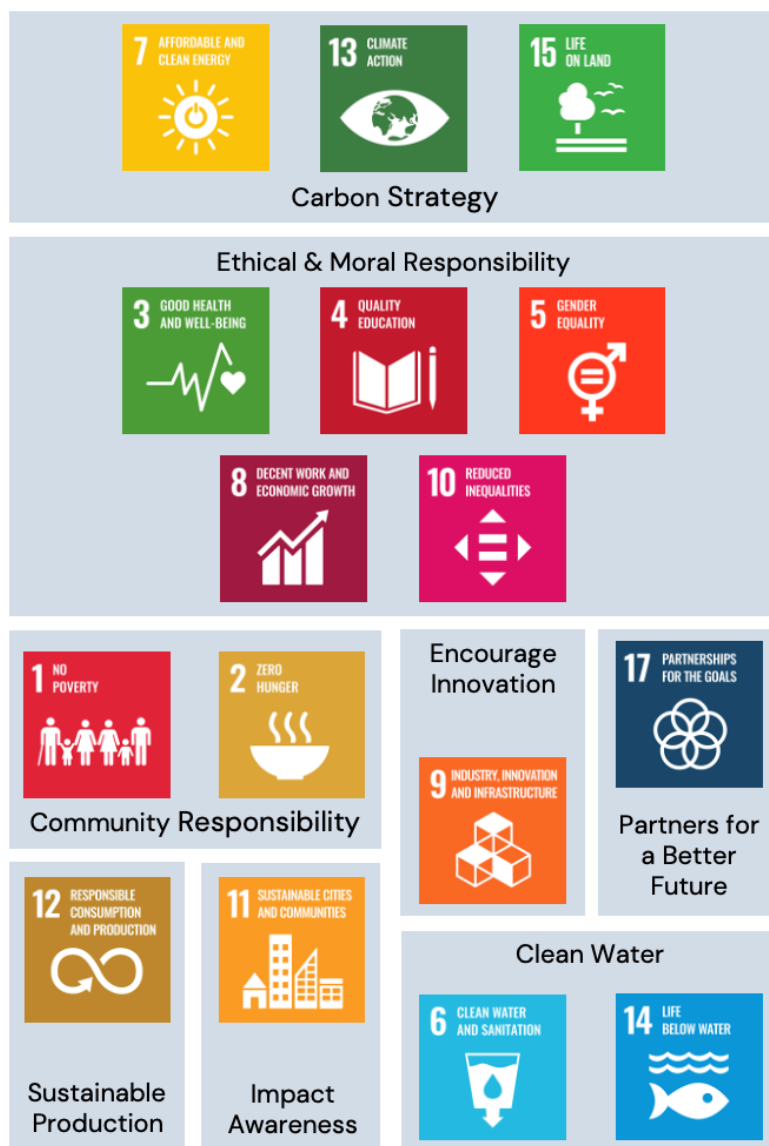 7 AFFORDABLE AND
CLEAN ENERGY
13 CLIMATE
ACTION
15 LIFE
ON LAND
Carbon Strategy
Ethical & Moral Responsibility
3 GOOD HEALTH
AND WELL-BEING
4 QUALITY
EDUCATION
5 GENDER
EQUALITY
8 DECENT WORK AND
ECONOMIC GROWTH
10 REDUCED
INEQUALITIES
1 NO
POVERTY
2 ZERO
HUNGER
Community Responsibility
Encourage
Innovation
9 INDUSTRY, INNOVATION
AND INFRASTRUCTURE
17 PARTNERSHIPS
FOR THE GOALS
Partners for
a Better
Future
12 RESPONSIBLE
CONSUMPTION
AND PRODUCTION
Sustainable
Production
11 SUSTAINABLE CITIES
AND COMMUNITIES
Impact
Awareness
Clean Water
6 CLEAN WATER
AND SANITATION
14 LIFE
BELOW WATER